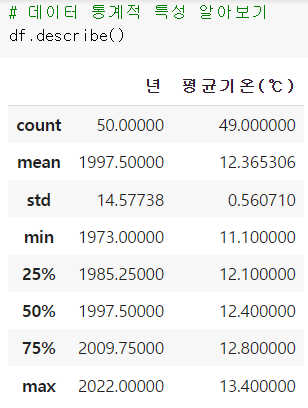 # 데이터 통계적 특성 알아보기
df.describe()
년 평균기온(℃)
count 50.00000 49.000000
mean 1997.50000 12.365306
std 14.57738 0.560710
min 1973.00000 11.100000
25% 1985.25000 12.100000
50% 1997.50000 12.400000
75% 2009.75000 12.800000
max 2022.00000 13.400000